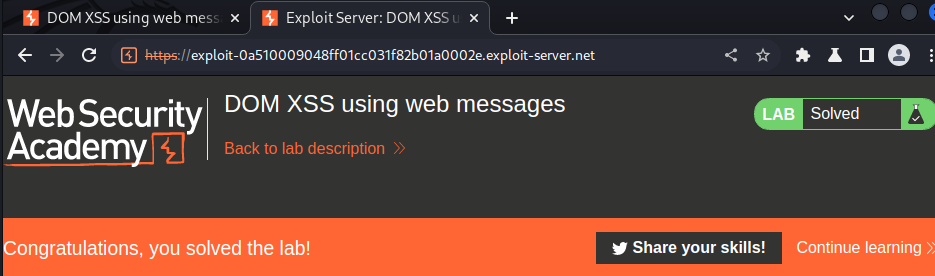 DOM XSS using web mess
Exploit Server: DOM XSS u
https://exploit-0a510009048ff01cc031f82b01a0002e.exploit-server.net
Web Security
Academy
DOM XSS using web messages
Back to lab description
LAB Solved
Congratulations, you solved the lab!
Share your skills!
Continue learning